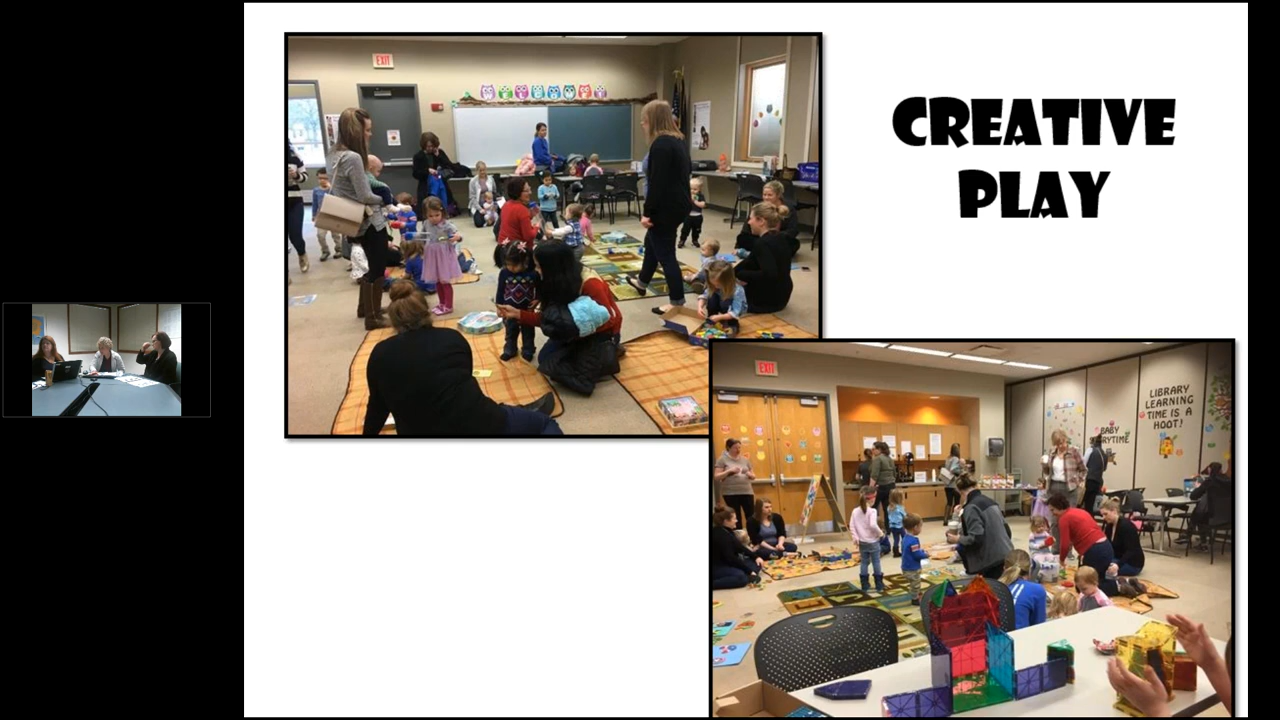 CREATIVE
PLAY
EXIT
EXIT
LIBRARY
LEARNING
TIME IS A
HOOT!
BABY
STORYTIME